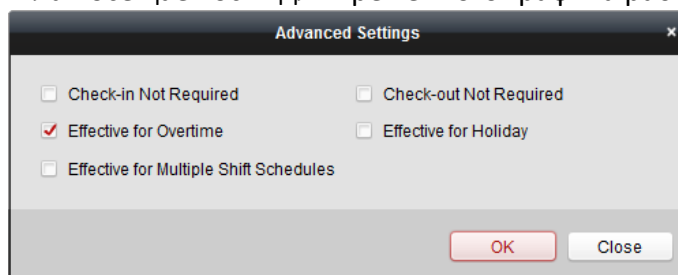 Advanced Settings ×
Check-in Not Required Check-out Not Required
Effective for Overtime Effective for Holiday
Effective for Multiple Shift Schedules
OK Close